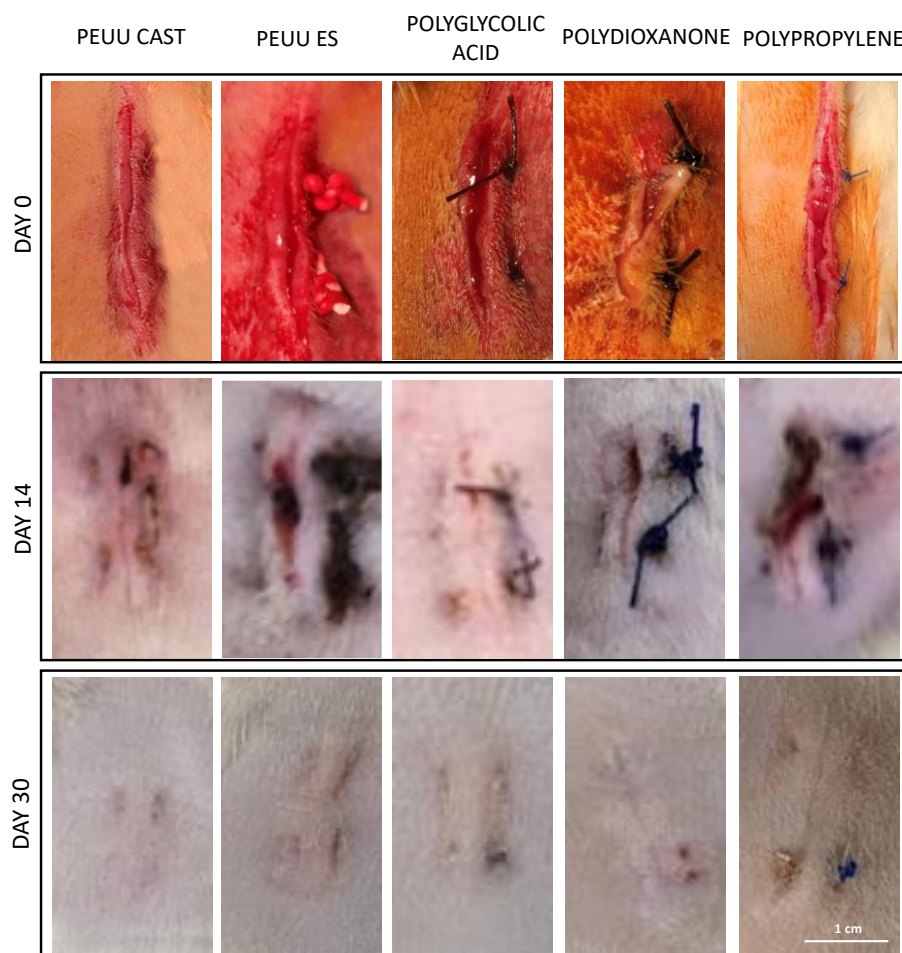 PEUU CAST
PEUU ES
POLYGLYCOLIC
ACID
POLYDIOXANONE
POLYPROPYLENE
DAY 0
DAY 14
DAY 30
1 cm